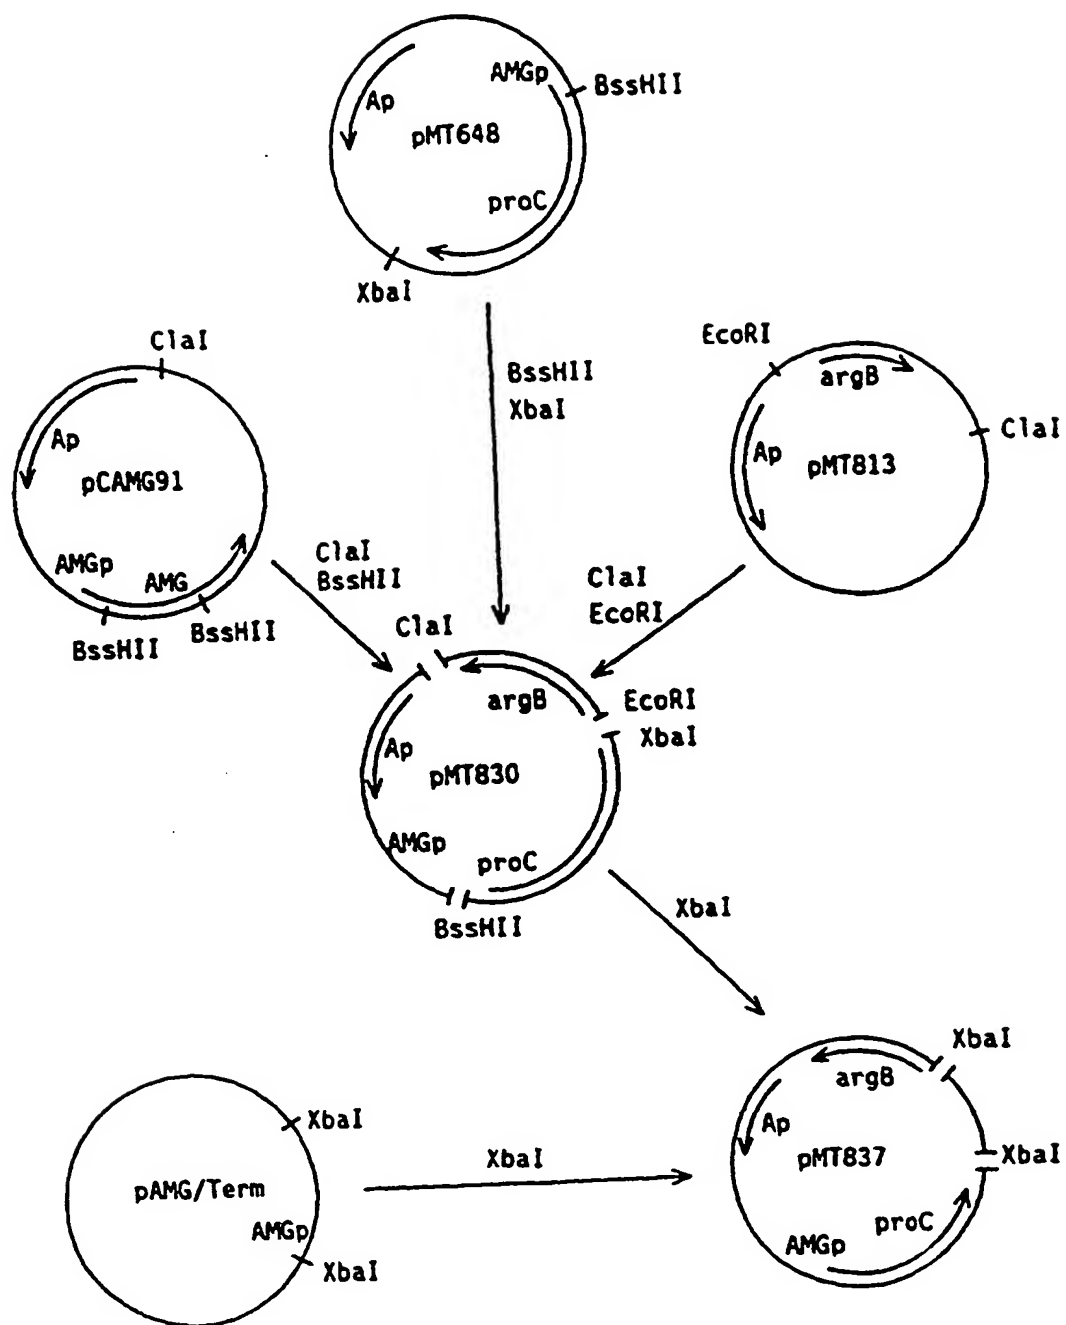 AMGp
BssHII
Ap
pMT648
proC
XbaI
ClaI
Ap
pCAMG91
AMGp
AMG
BssHII
BssHII
BssHII
XbaI
EcoRI
argB
ClaI
Ap
pMT813
ClaI
BssHII
ClaI
EcoRI
ClaI
argB
EcoRI
XbaI
Ap
pMT830
AMGp
proC
BssHII
XbaI
XbaI
pAMG/Term
AMGp
XbaI
XbaI
XbaI
argB
Ap
pMT837
XbaI
proC
AMGp